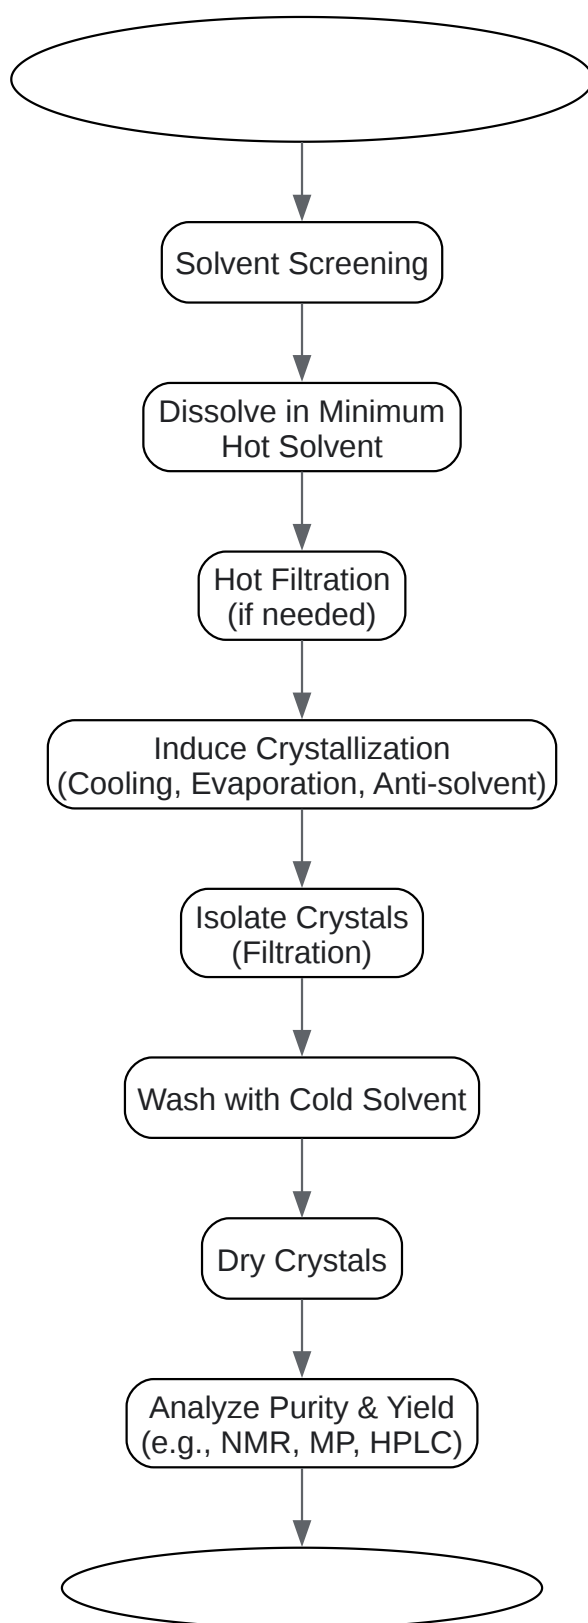 Solvent Screening
Dissolve in Minimum
Hot Solvent
Hot Filtration
(if needed)
Induce Crystallization
(Cooling, Evaporation, Anti-solvent)
Isolate Crystals
(Filtration)
Wash with Cold Solvent
Dry Crystals
Analyze Purity & Yield
(e.g., NMR, MP, HPLC)